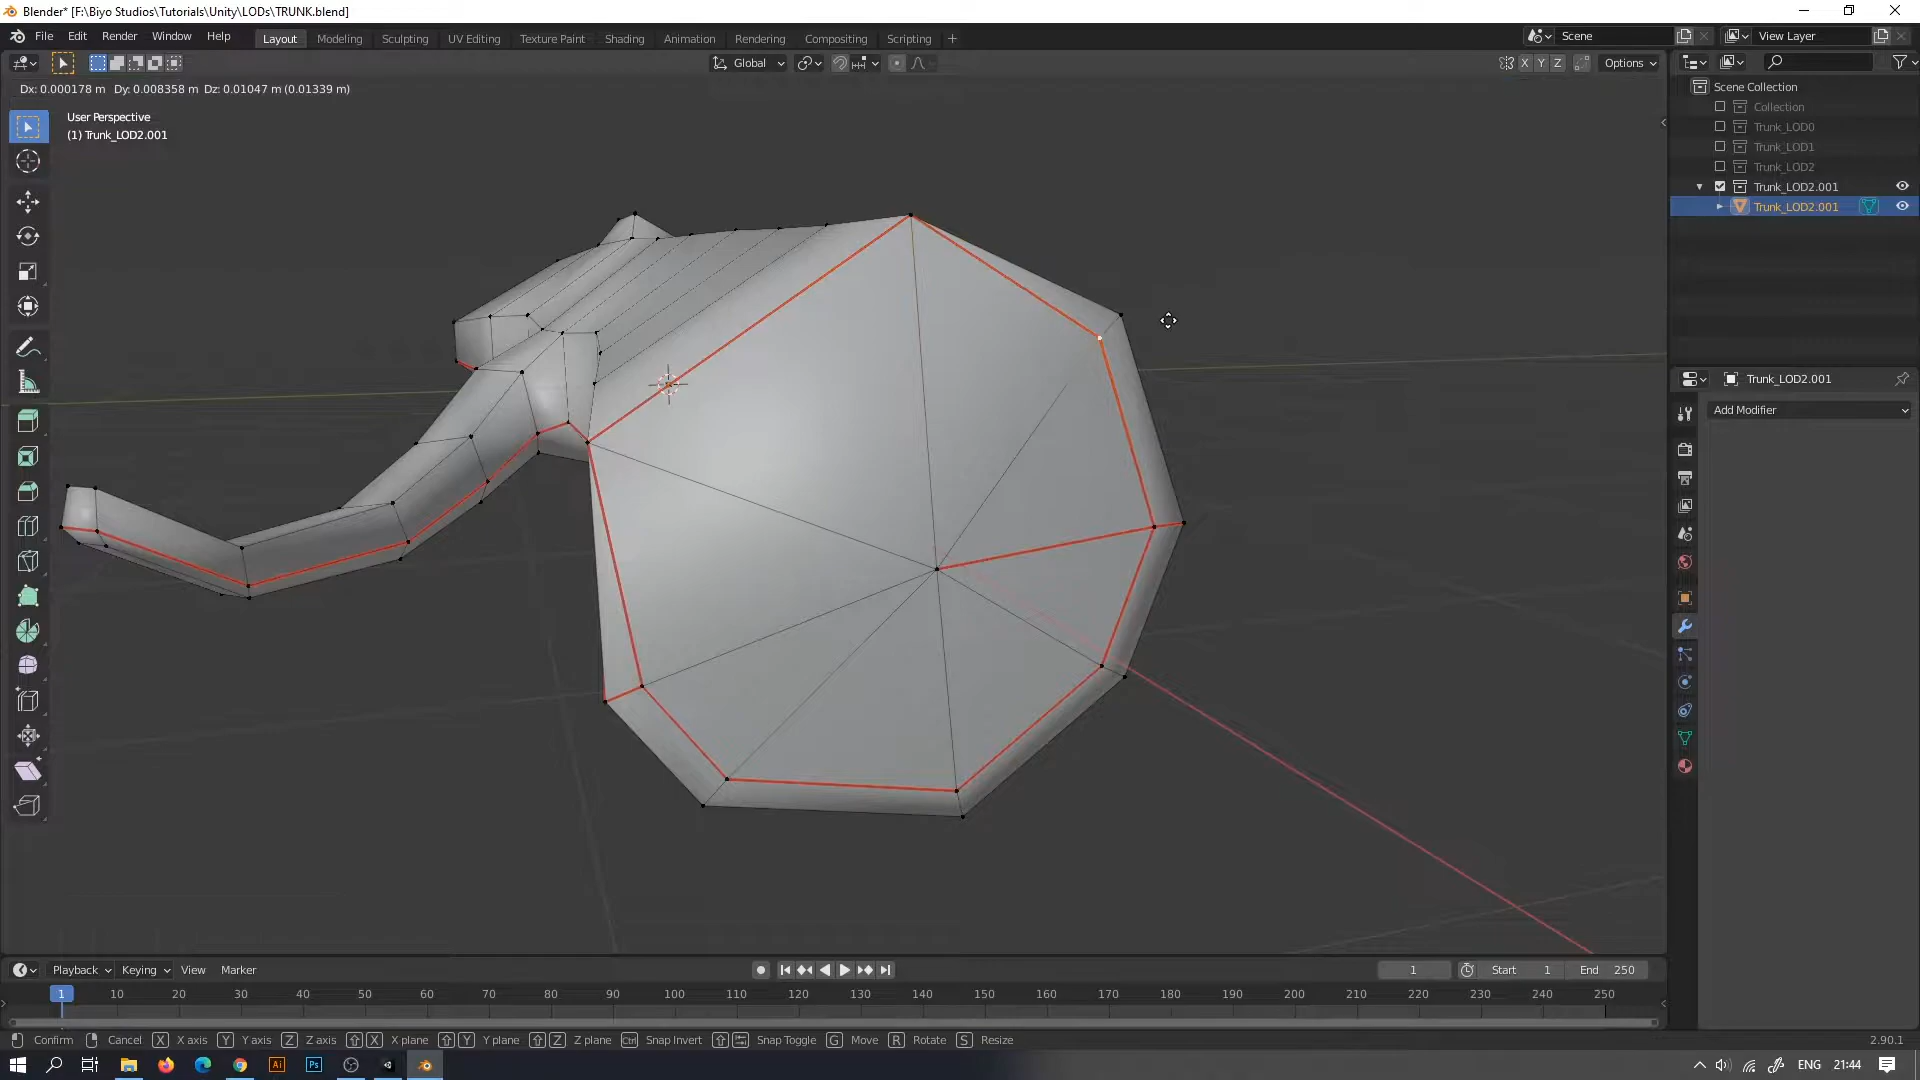 Blender* [F:\Biyo Studios\Tutorials\Unity\LODs\TRUNK.blend]
File Edit Render Window Help Layout Modeling Sculpting UV Editing Texture Paint Shading Animation Rendering Compositing Scripting Scene View Layer
Global X Y Z Options
Dx: 0.000178 m Dy: 0.008358 m Dz: 0.01047 m (0.01339 m)
User Perspective
(1) Trunk_LOD2.001
Scene Collection
Collection
Trunk_LOD0
Trunk_LOD1
Trunk_LOD2
Trunk_LOD2.001
Trunk_LOD2.001
Trunk_LOD2.001
Add Modifier
Playback Keying View Marker 1 Start 1 End 250
1 10 20 30 40 50 60 70 80 90 100 110 120 130 140 150 160 170 180 190 200 210 220 230 240 250
Confirm Cancel X X axis Y Y axis Z Z axis X X plane Y Y plane Z Z plane Ctrl Snap Invert Snap Toggle G Move R Rotate S Resize 2.90.1
Ai Ps ENG 21:44